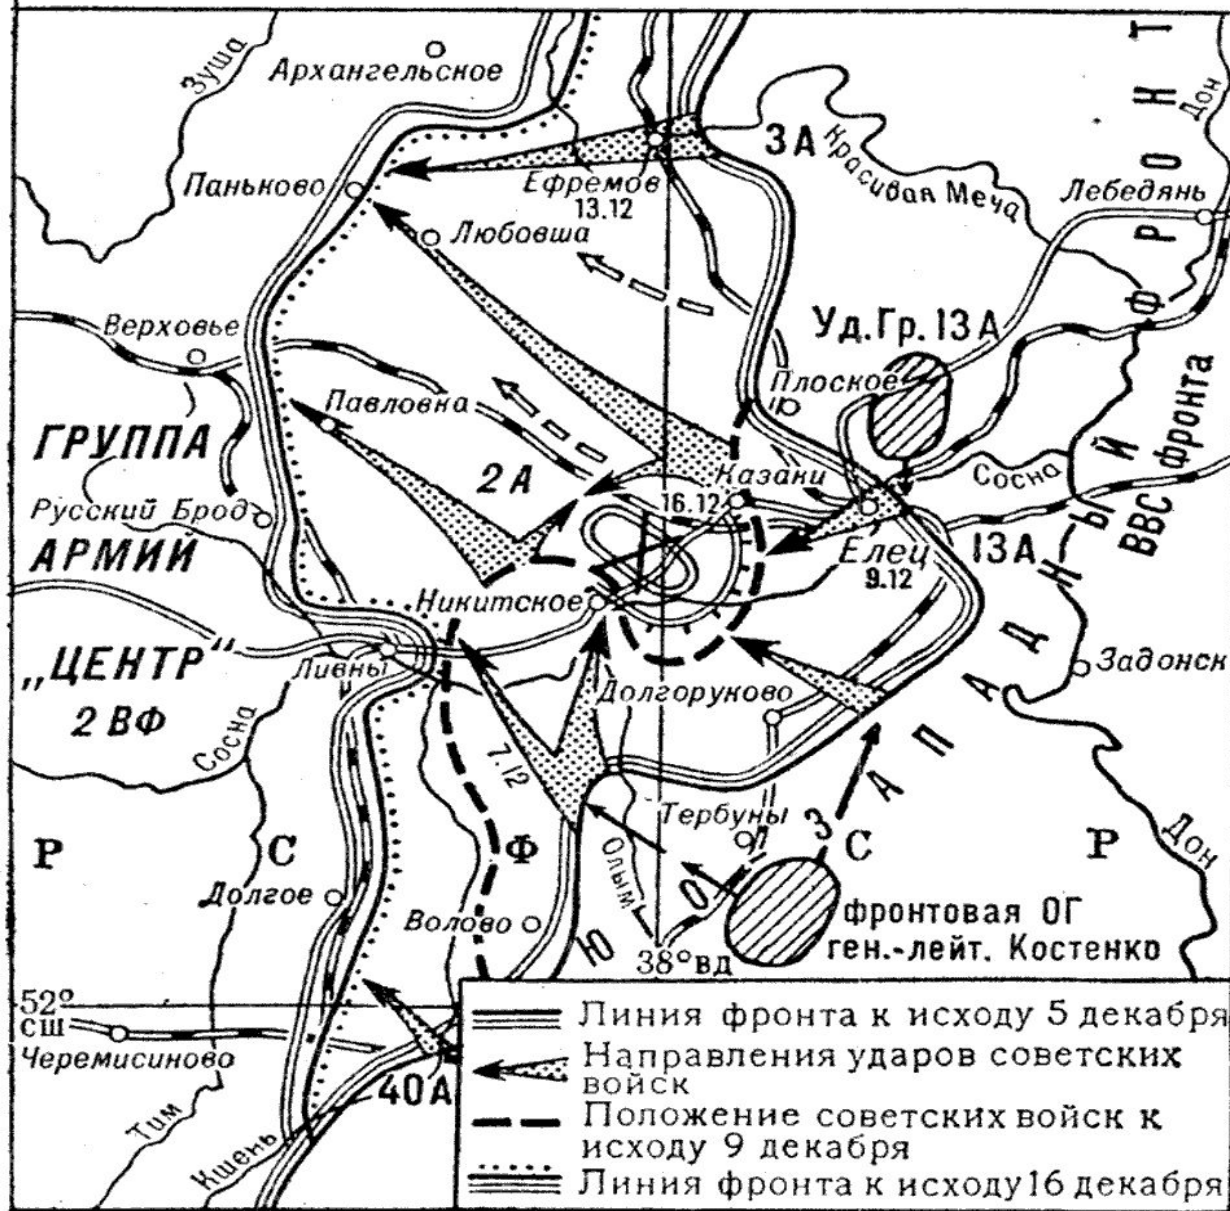 Зуша
Архангельское
Дон
3А
Красивая Меча
Паньково
Ефремов
13.12
Лебедянь
Любовша
Уд. Гр. 13А
Верховье
Плоское
Павловка
ГРУППА
АРМИЙ
„ЦЕНТР“
2 ВФ
2А
Казаки
16.12
Сосна
ВВС фронта
Русский Брод
Елец
9.12
13А
Никитское
Ливны
Долгоруково
Задонск
Сосна
7.12
ЮГО-ЗАПАДНЫЙ ФРОНТ
Тербуны
Р С Ф С Р
Олым
Дон
Долгое
Волово
фронтовая ОГ
ген.-лейт. Костенко
38° ВД
52°
СШ
Черемисиново
40А
Тим
Кшень
Линия фронта к исходу 5 декабря
Направления ударов советских
войск
Положение советских войск к
исходу 9 декабря
Линия фронта к исходу 16 декабря